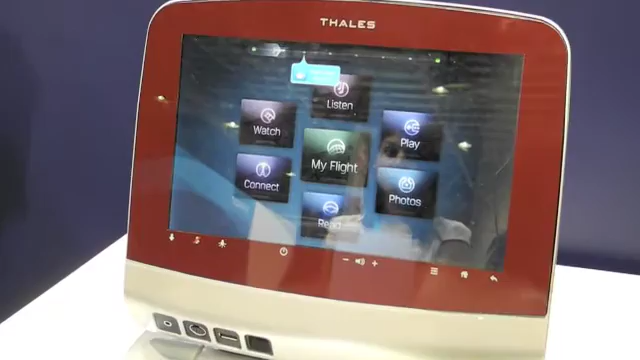 THALES
Listen
Watch
Play
My Flight
Connect
Photos
Read